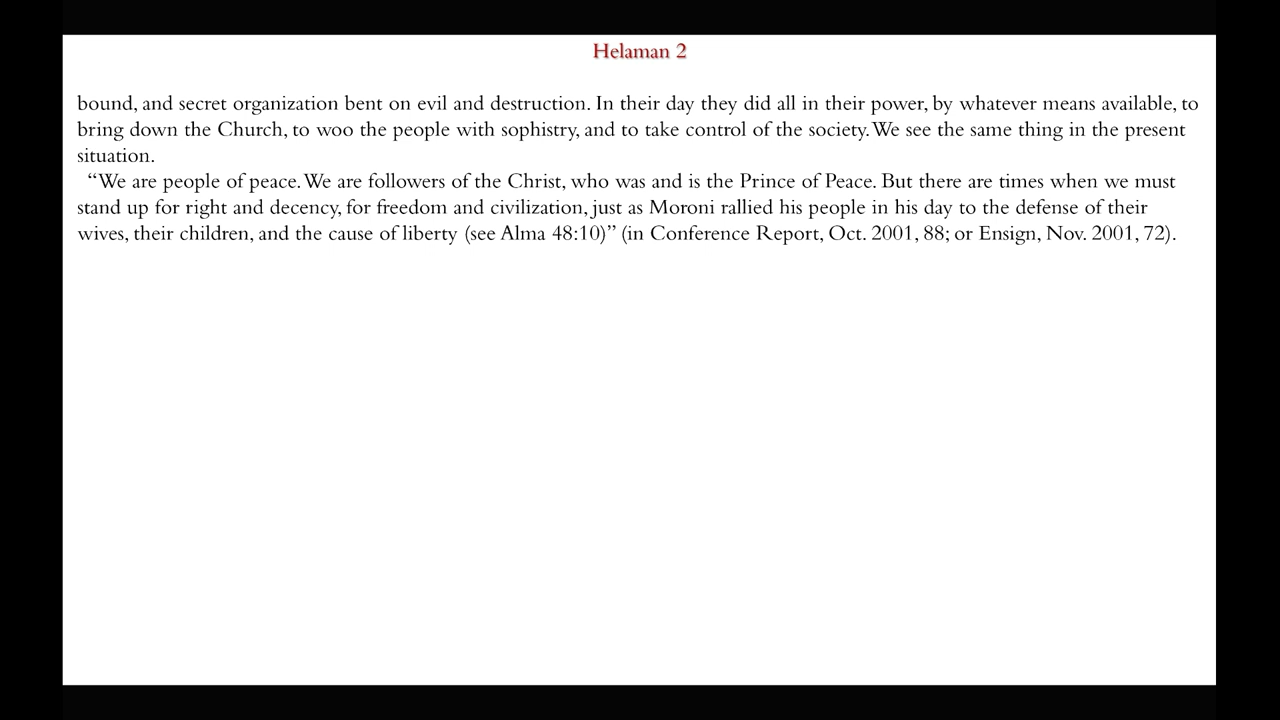 Helaman 2
bound, and secret organization bent on evil and destruction. In their day they did all in their power, by whatever means available, to
bring down the Church, to woo the people with sophistry, and to take control of the society. We see the same thing in the present
situation.
“We are people of peace. We are followers of the Christ, who was and is the Prince of Peace. But there are times when we must
stand up for right and decency, for freedom and civilization, just as Moroni rallied his people in his day to the defense of their
wives, their children, and the cause of liberty (see Alma 48:10)” (in Conference Report, Oct. 2001, 88; or Ensign, Nov. 2001, 72).